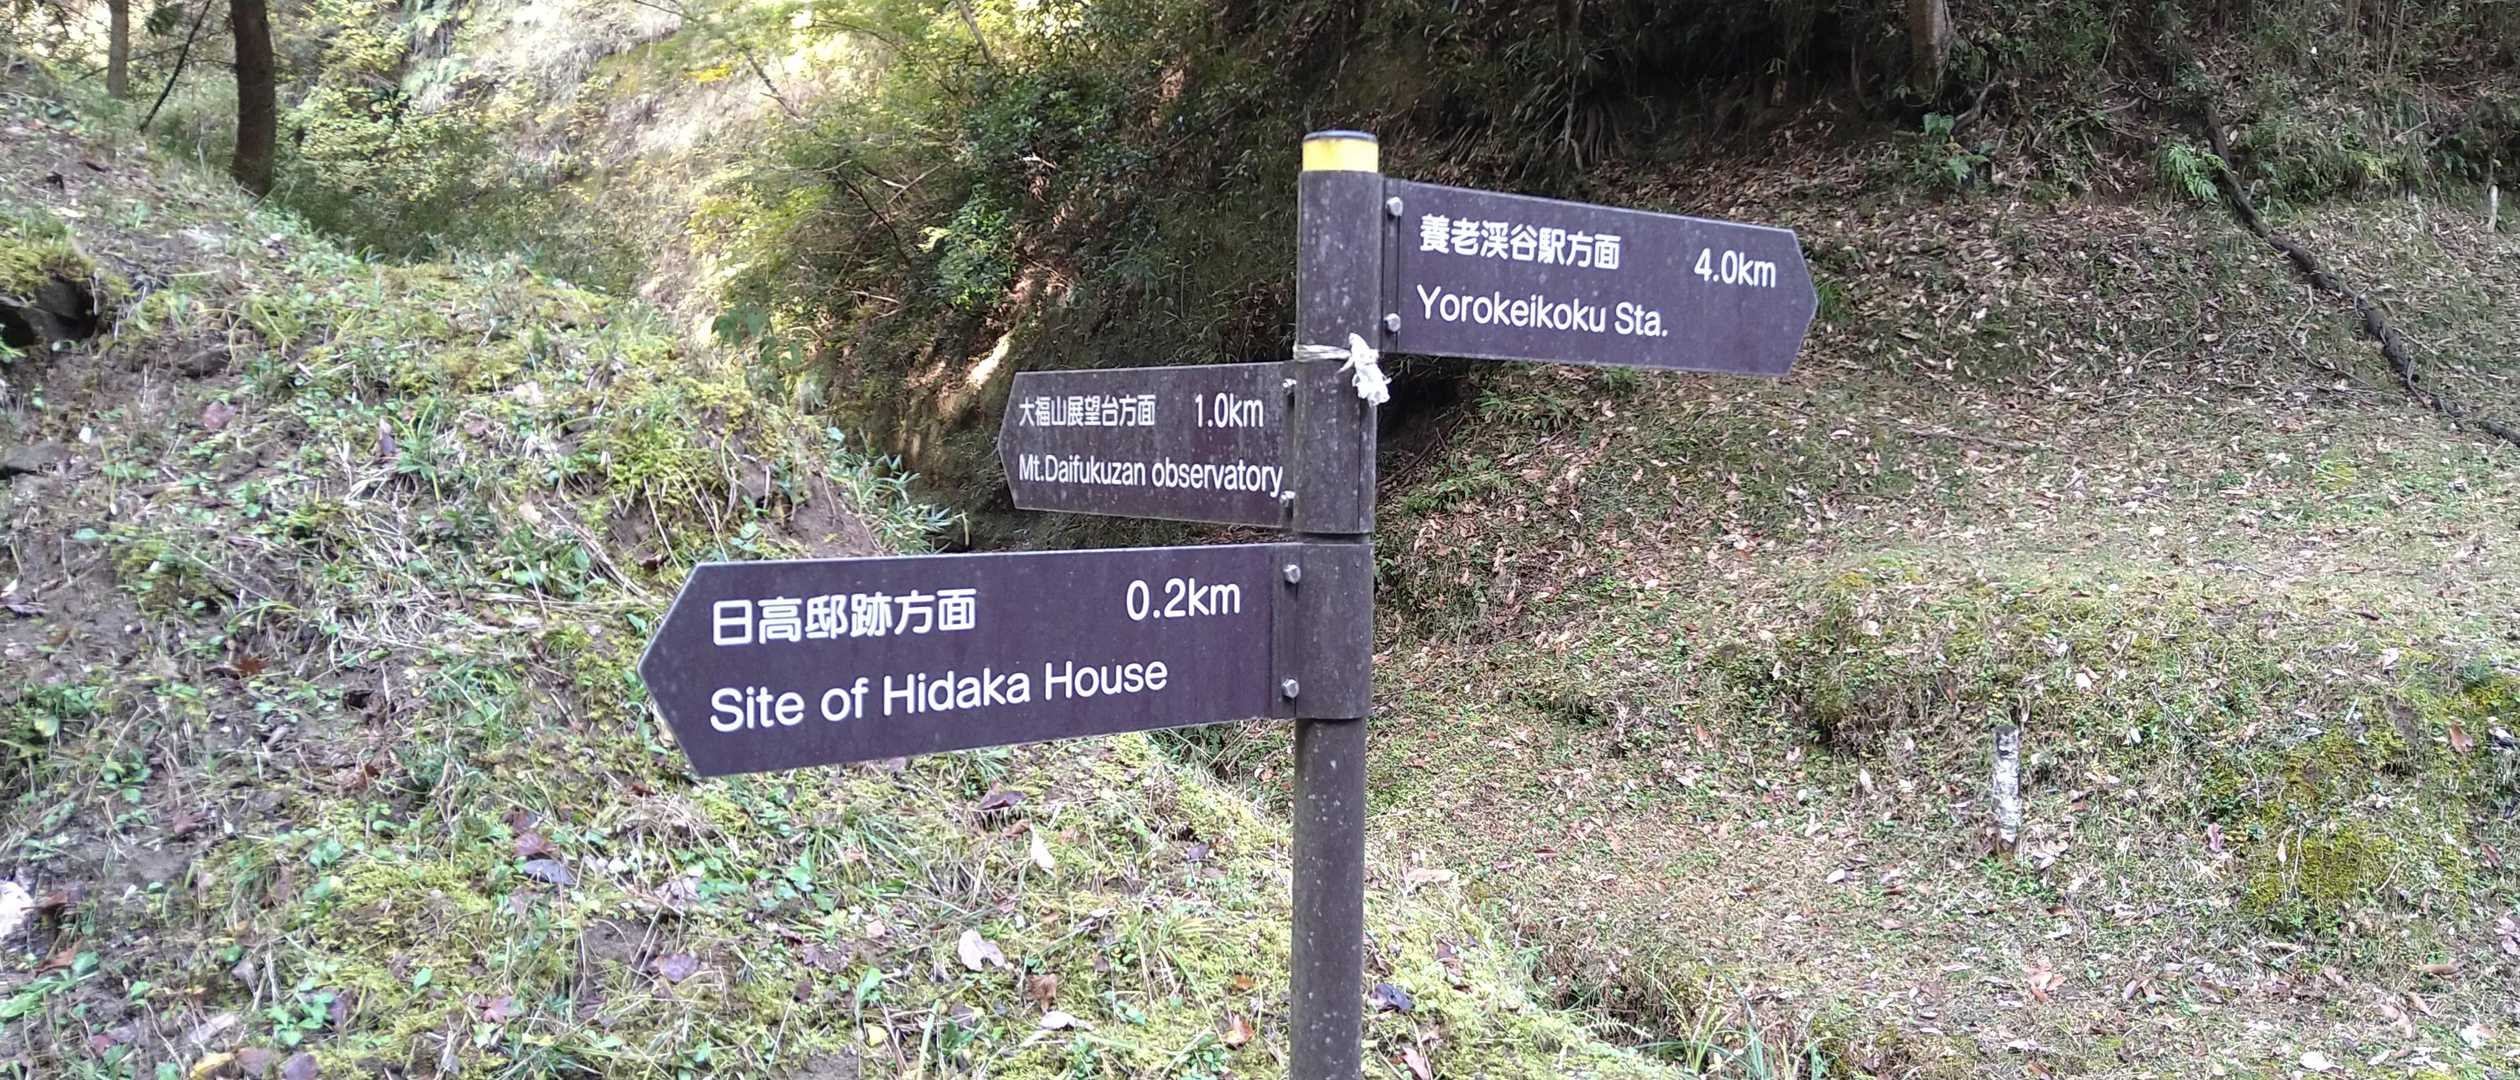 養老渓谷駅方面 4.0km
Yorokeikoku Sta.
大福山展望台方面 1.0km
Mt.Daifukuzan observatory
日高邸跡方面 0.2km
Site of Hidaka House